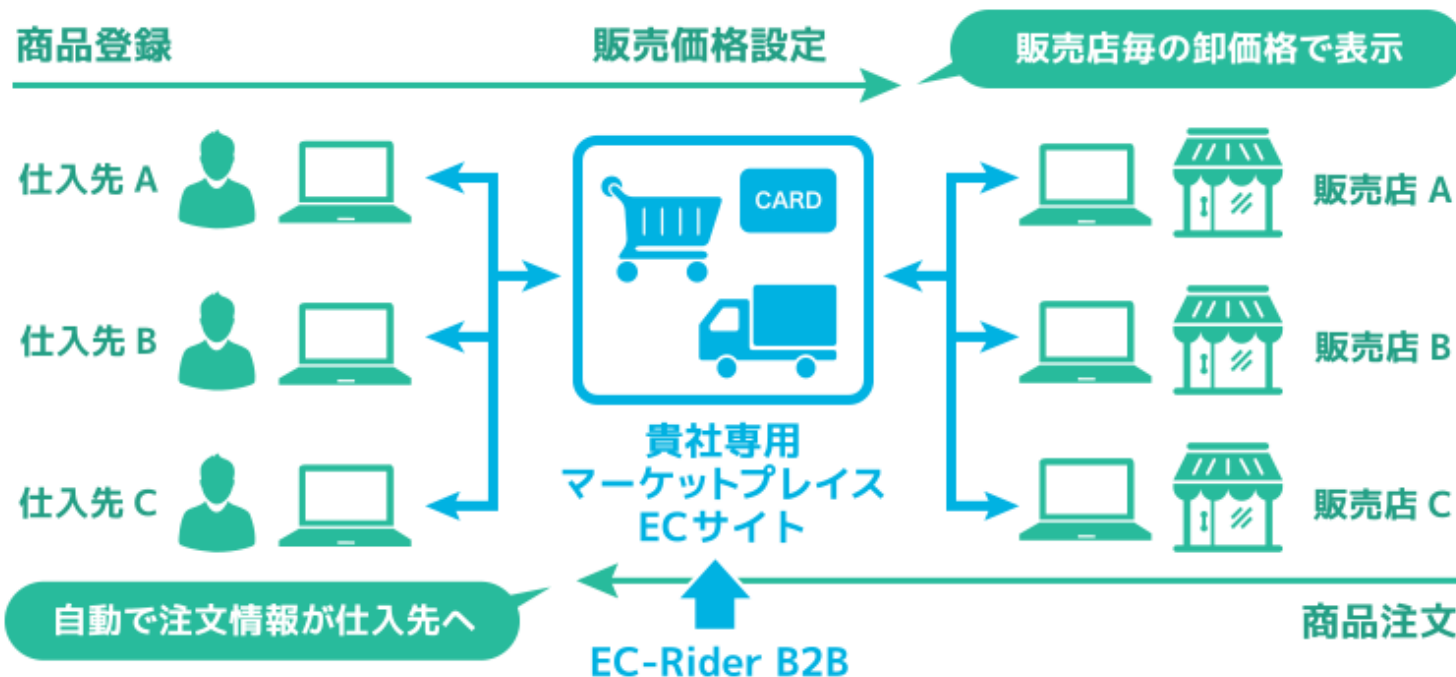 商品登録
販売価格設定
販売店毎の卸価格で表示
仕入先 A
CARD
販売店 A
仕入先 B
販売店 B
貴社専用
マーケットプレイス
ECサイト
仕入先 C
販売店 C
自動で注文情報が仕入先へ
商品注文
EC-Rider B2B